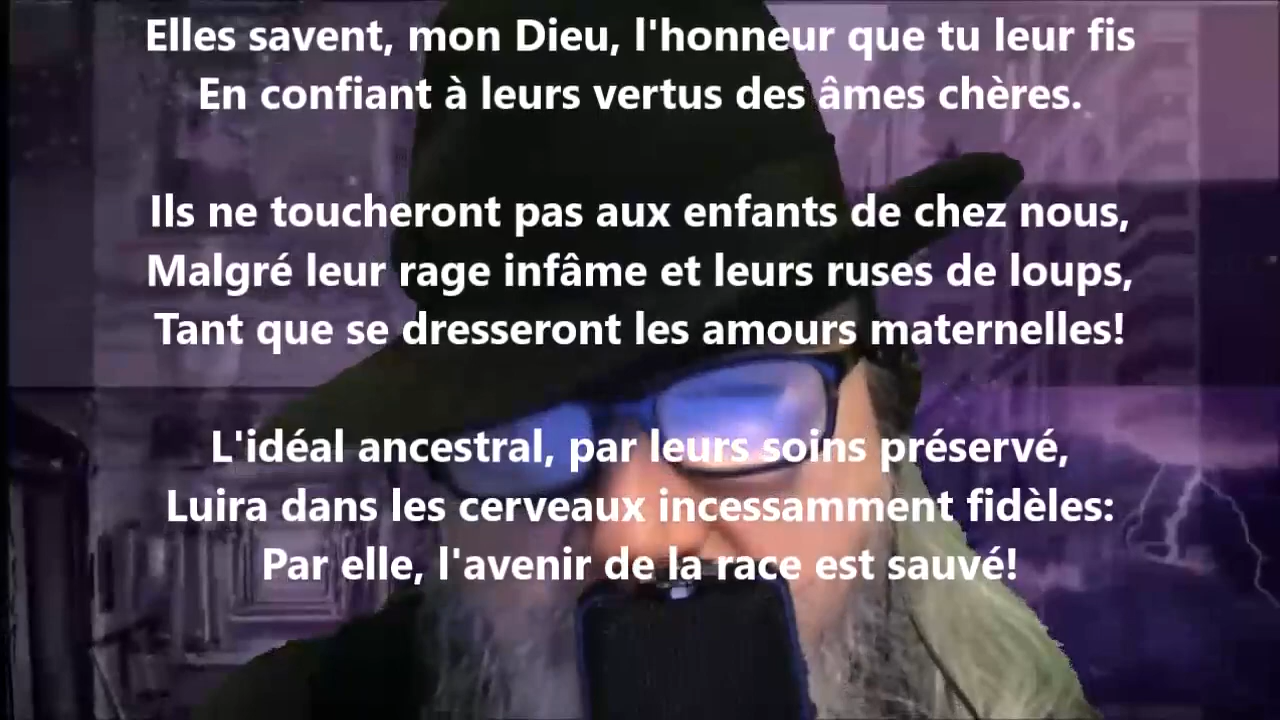 Elles savent, mon Dieu, l'honneur que tu leur fis
En confiant à leurs vertus des âmes chères.
Ils ne toucheront pas aux enfants de chez nous,
Malgré leur rage infâme et leurs ruses de loups,
Tant que se dresseront les amours maternelles!
L'idéal ancestral, par leurs soins préservé,
Luira dans les cerveaux incessamment fidèles:
Par elle, l'avenir de la race est sauvé!